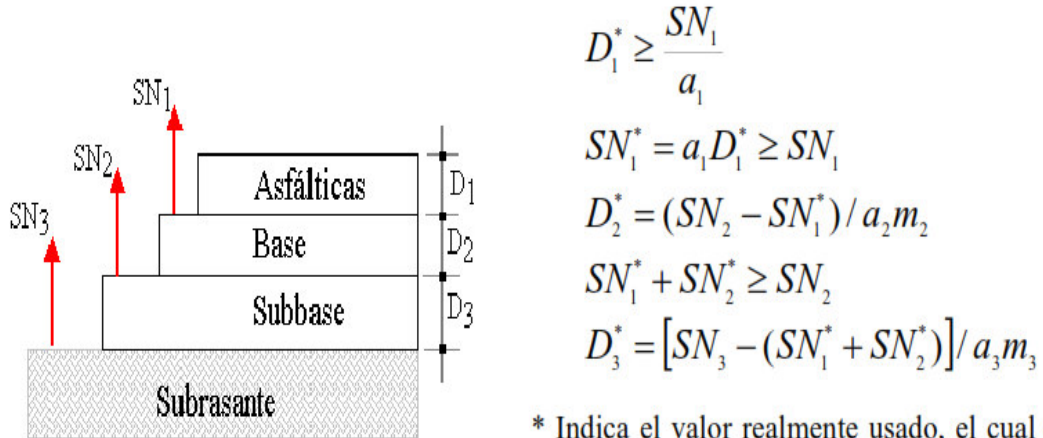 SN₁
SN₂
SN₃
Asfálticas
D₁
Base
D₂
Subbase
D₃
Subrasante
D₁* ≥ SN₁ / a₁
SN₁* = a₁D₁* ≥ SN₁
D₂* = (SN₂ − SN₁*) / a₂m₂
SN₁* + SN₂* ≥ SN₂
D₃* = [SN₃ − (SN₁* + SN₂*)] / a₃m₃
* Indica el valor realmente usado, el cual